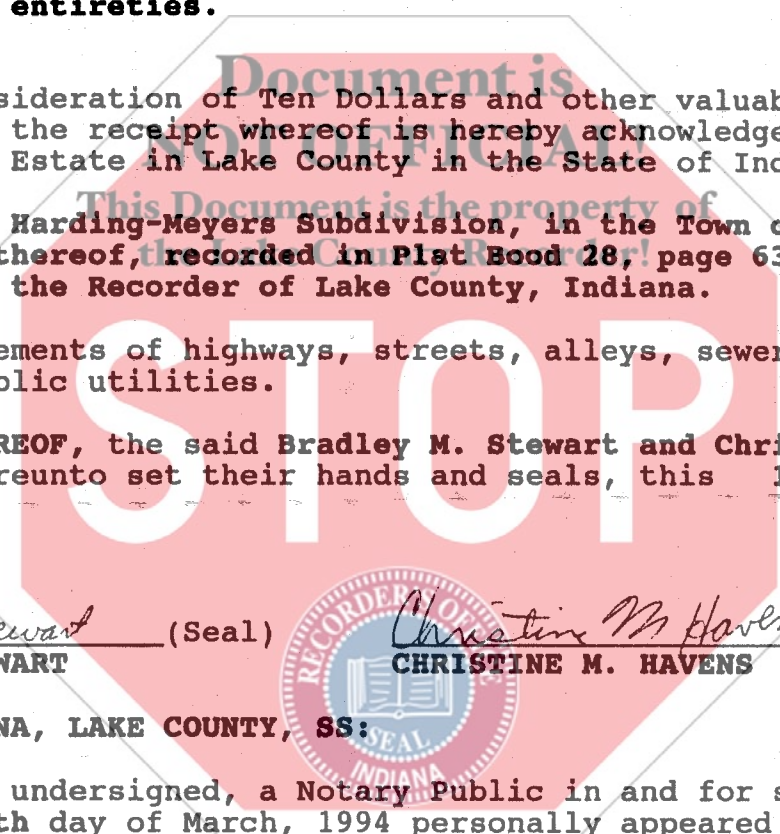 entireties.
Document is
sideration of Ten Dollars and other valuab
the receipt whereof is hereby acknowledge
NOT OFFICIAL!
Estate in Lake County in the State of Ind
This Document is the property of
Harding-Meyers Subdivision, in the Town o
the Lake County Recorder!
thereof, recorded in Plat Bood 28, page 63
the Recorder of Lake County, Indiana.
STOP
ements of highways, streets, alleys, sewer
blic utilities.
REOF, the said Bradley M. Stewart and Chri
reunto set their hands and seals, this 1
ewart (Seal) Christine M Haven
WART CHRISTINE M. HAVENS
RECORDER'S OFFICE
SEAL
INDIANA
NA, LAKE COUNTY, SS:
undersigned, a Notary Public in and for s
th day of March, 1994 personally appeared